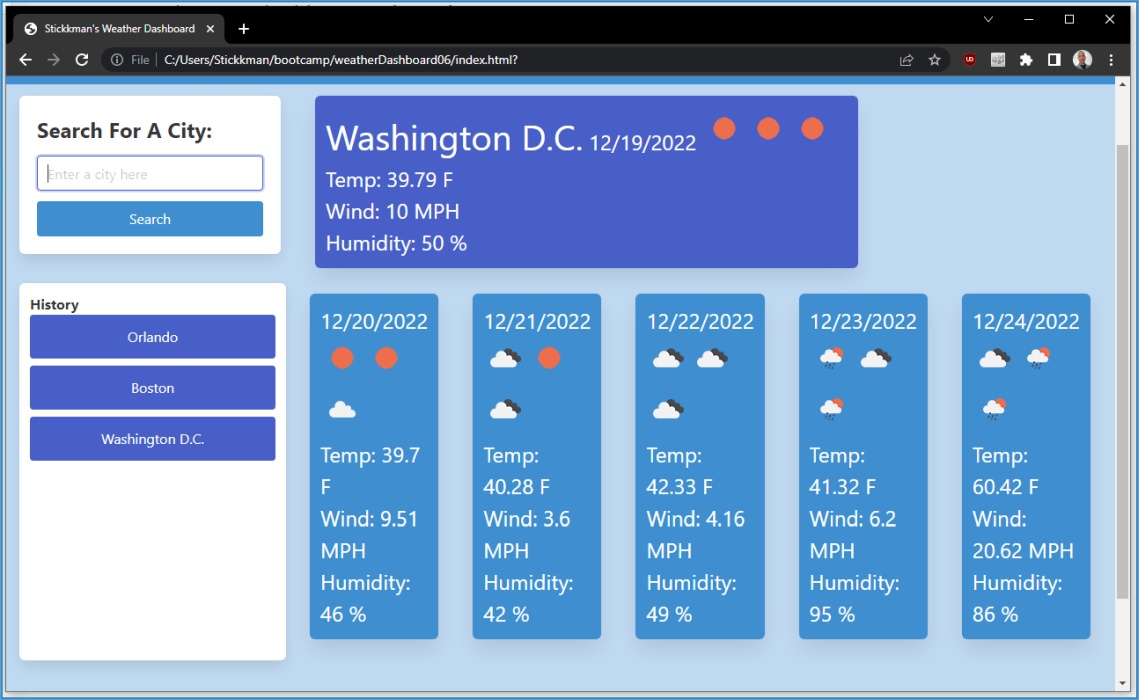 Stickkman's Weather Dashboard
File C:/Users/Stickkman/bootcamp/weatherDashboard06/index.html?
Search For A City:
Enter a city here
Search
History
Orlando
Boston
Washington D.C.
Washington D.C. 12/19/2022
Temp: 39.79 F
Wind: 10 MPH
Humidity: 50 %
12/20/2022
Temp: 39.7
F
Wind: 9.51
MPH
Humidity:
46 %
12/21/2022
Temp:
40.28 F
Wind: 3.6
MPH
Humidity:
42 %
12/22/2022
Temp:
42.33 F
Wind: 4.16
MPH
Humidity:
49 %
12/23/2022
Temp:
41.32 F
Wind: 6.2
MPH
Humidity:
95 %
12/24/2022
Temp:
60.42 F
Wind:
20.62 MPH
Humidity:
86 %